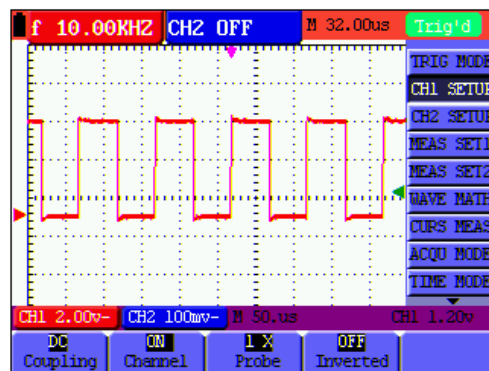 f 10.00KHZ CH2 OFF M 32.00us Trig'd
TRIG MODE
CH1 SETUP
CH2 SETUP
MEAS SET1
MEAS SET2
WAVE MATH
CURS MEAS
ACQU MODE
TIME MODE
CH1 2.00v- CH2 100mv- M 50.us CH1 1.20v
DC ON 1 X OFF
Coupling Channel Probe Inverted